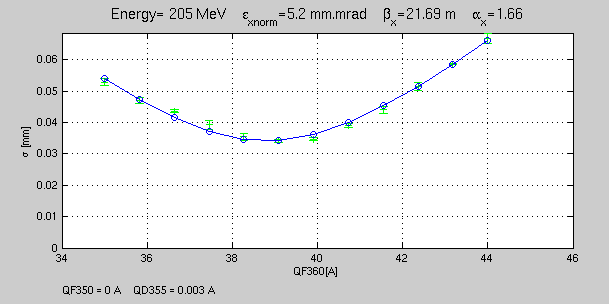 Energy= 205 MeV εxnorm=5.2 mm.mrad βx=21.69 m αx=1.66
0.06
0.05
0.04
0.03
0.02
0.01
0
σ [mm]
34 36 38 40 42 44 46
QF360[A]
QF350 = 0 A QD355 = 0.003 A